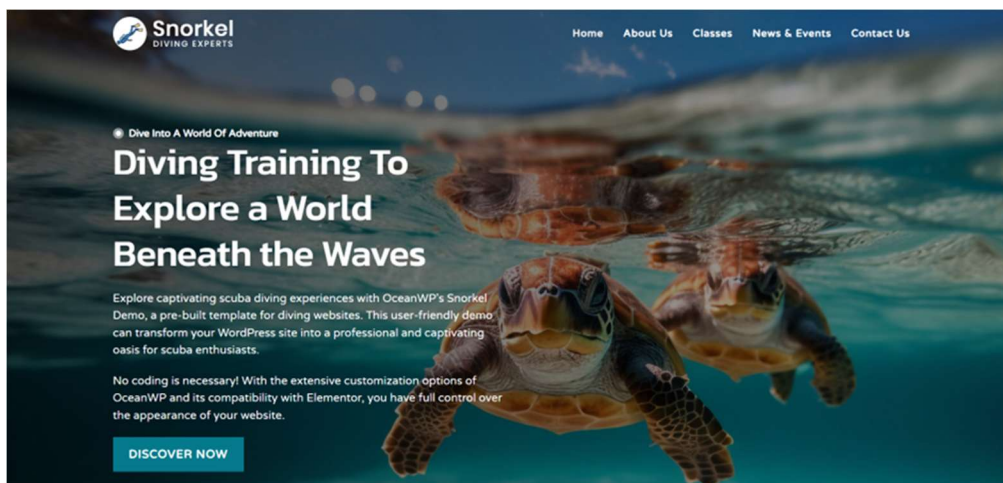 Snorkel
DIVING EXPERTS
Home About Us Classes News & Events Contact Us
Dive Into A World Of Adventure
Diving Training To
Explore a World
Beneath the Waves
Explore captivating scuba diving experiences with OceanWP's Snorkel
Demo, a pre-built template for diving websites. This user-friendly demo
can transform your WordPress site into a professional and captivating
oasis for scuba enthusiasts.
No coding is necessary! With the extensive customization options of
OceanWP and its compatibility with Elementor, you have full control over
the appearance of your website.
DISCOVER NOW